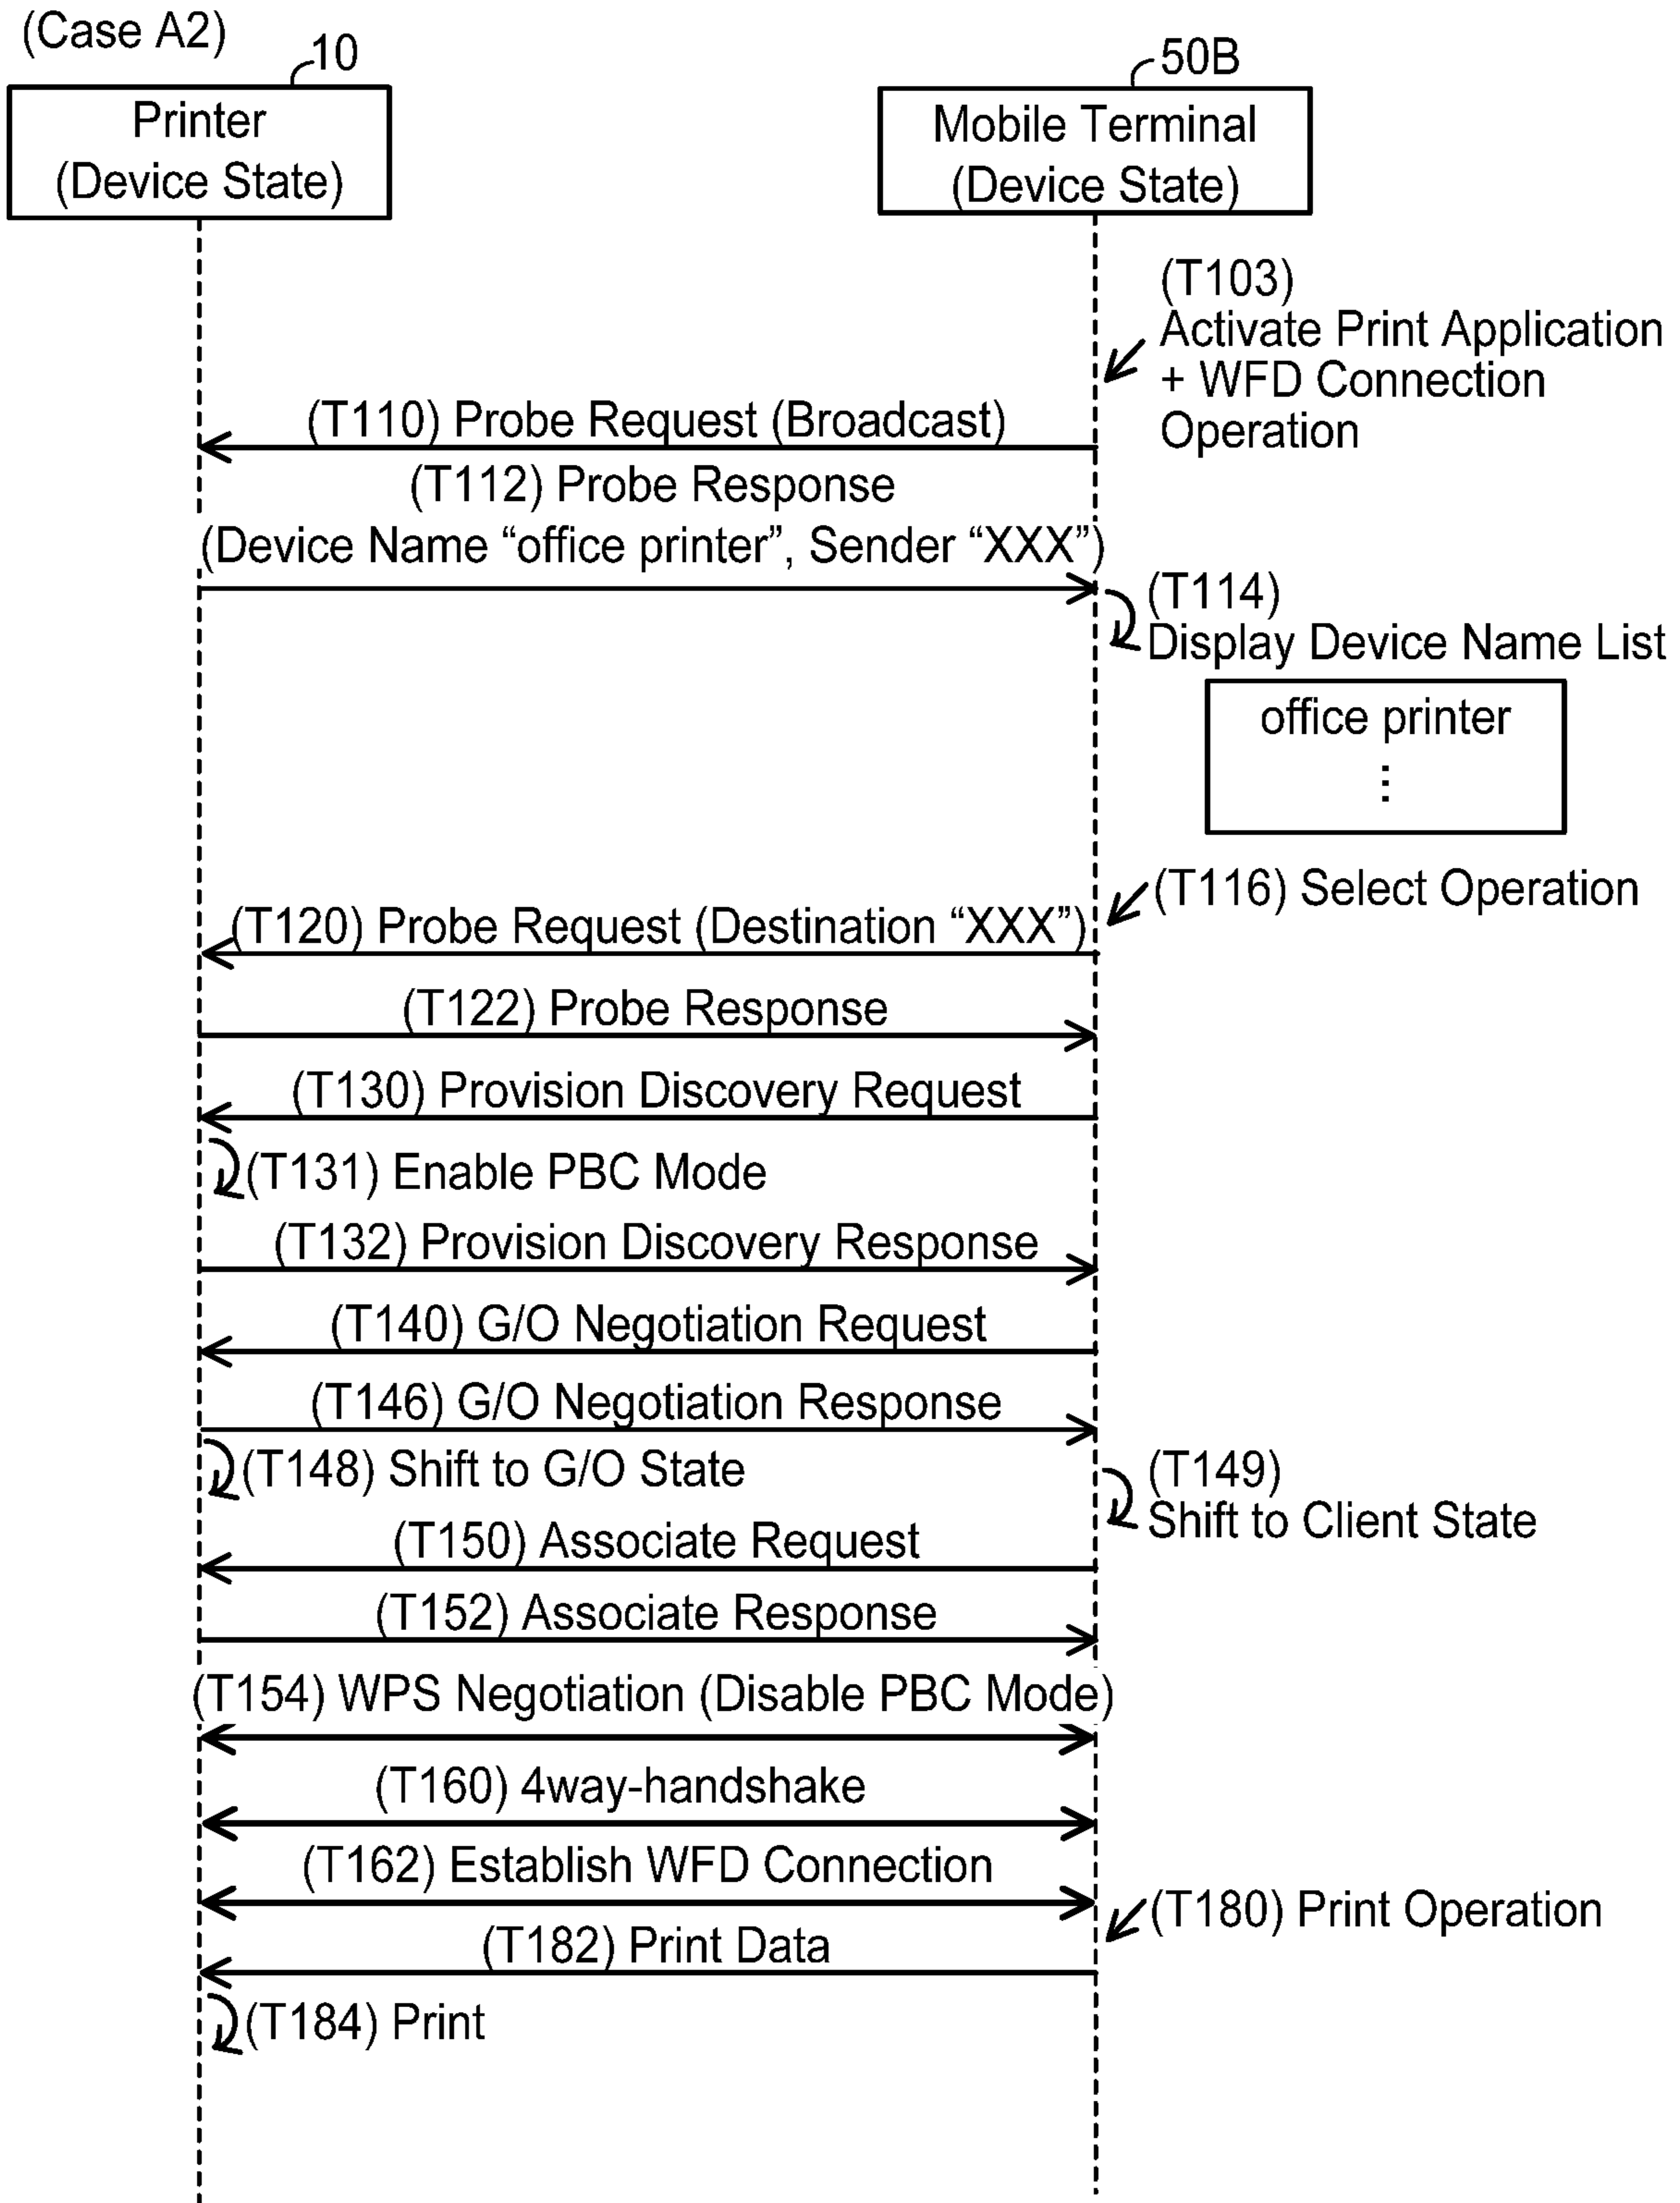 (Case A2)
10
50B
Printer
(Device State)
Mobile Terminal
(Device State)
(T103)
Activate Print Application
+ WFD Connection
Operation
(T110) Probe Request (Broadcast)
(T112) Probe Response
(Device Name “office printer”, Sender “XXX”)
(T114)
Display Device Name List
office printer
⋮
(T116) Select Operation
(T120) Probe Request (Destination “XXX”)
(T122) Probe Response
(T130) Provision Discovery Request
(T131) Enable PBC Mode
(T132) Provision Discovery Response
(T140) G/O Negotiation Request
(T146) G/O Negotiation Response
(T148) Shift to G/O State
(T149)
Shift to Client State
(T150) Associate Request
(T152) Associate Response
(T154) WPS Negotiation (Disable PBC Mode)
(T160) 4way-handshake
(T162) Establish WFD Connection
(T180) Print Operation
(T182) Print Data
(T184) Print